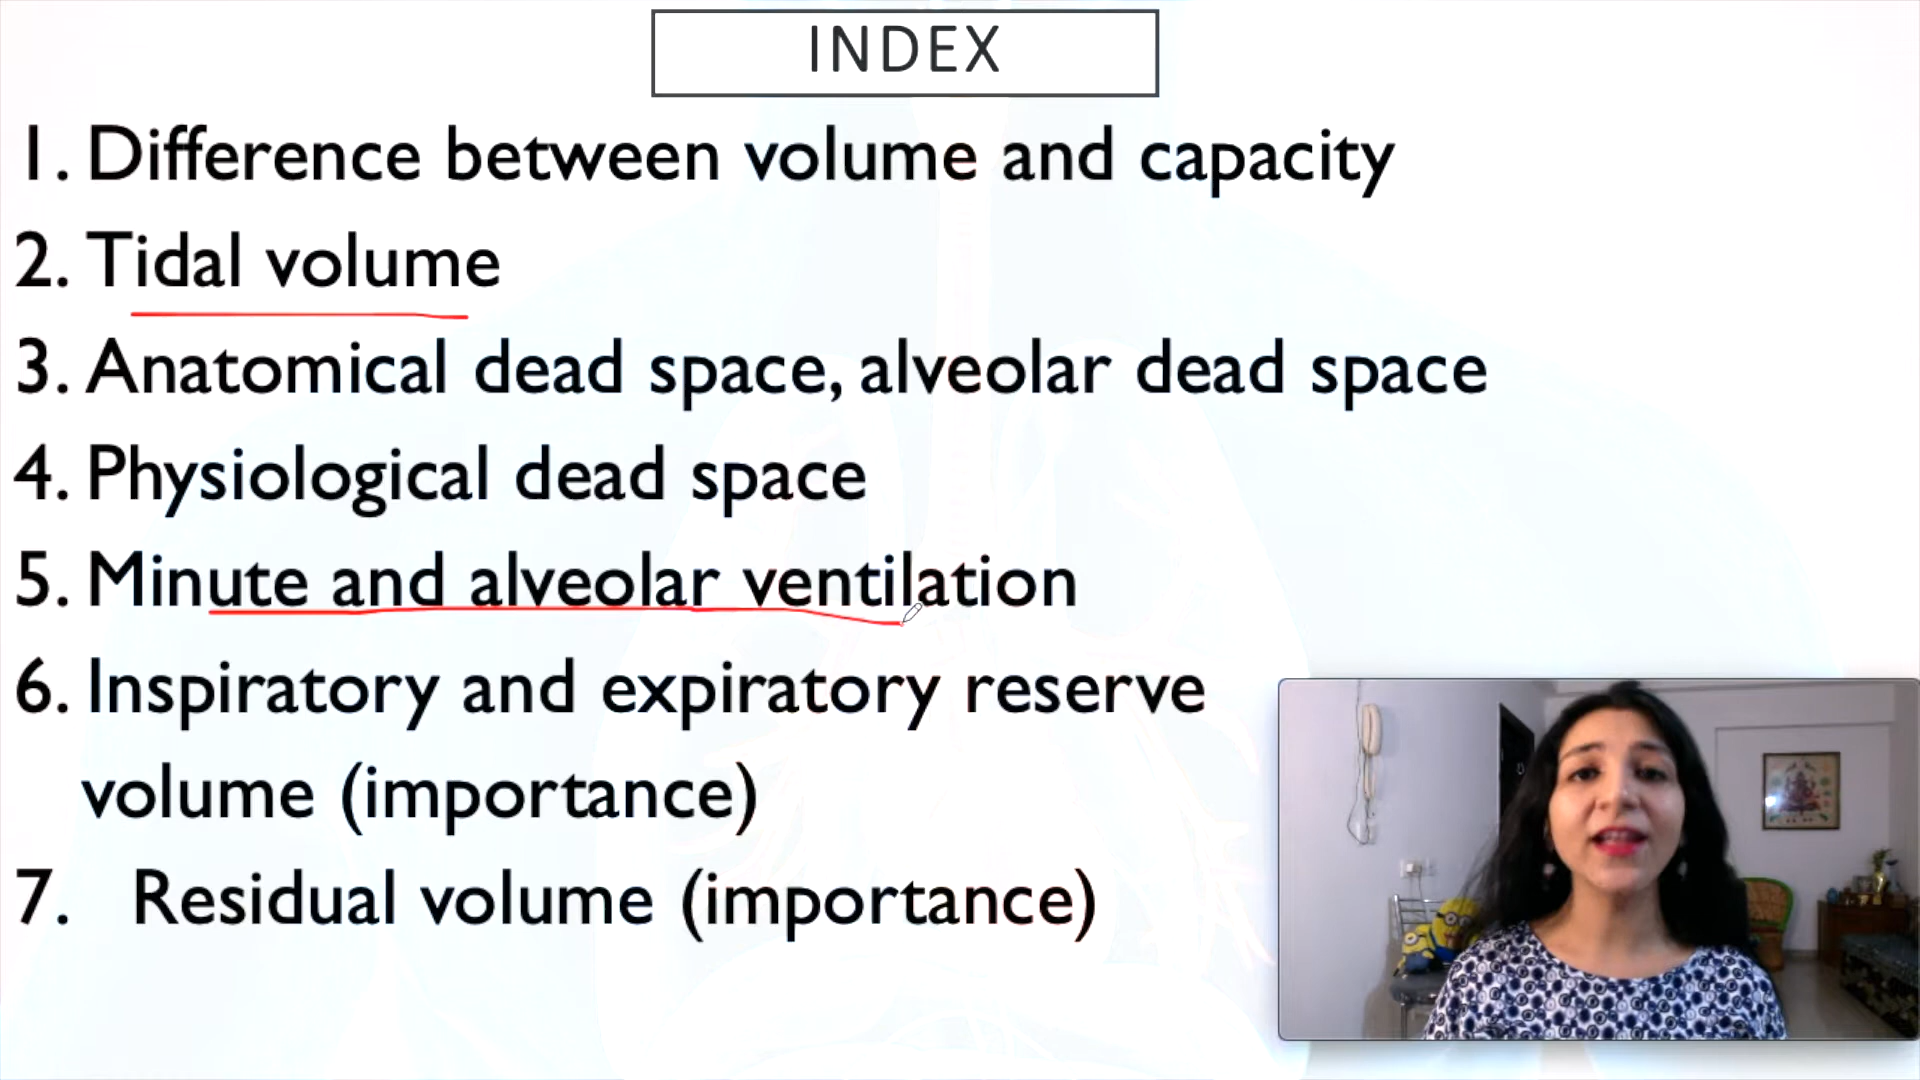 INDEX
1. Difference between volume and capacity
2. Tidal volume
3. Anatomical dead space, alveolar dead space
4. Physiological dead space
5. Minute and alveolar ventilation
6. Inspiratory and expiratory reserve
volume (importance)
7. Residual volume (importance)